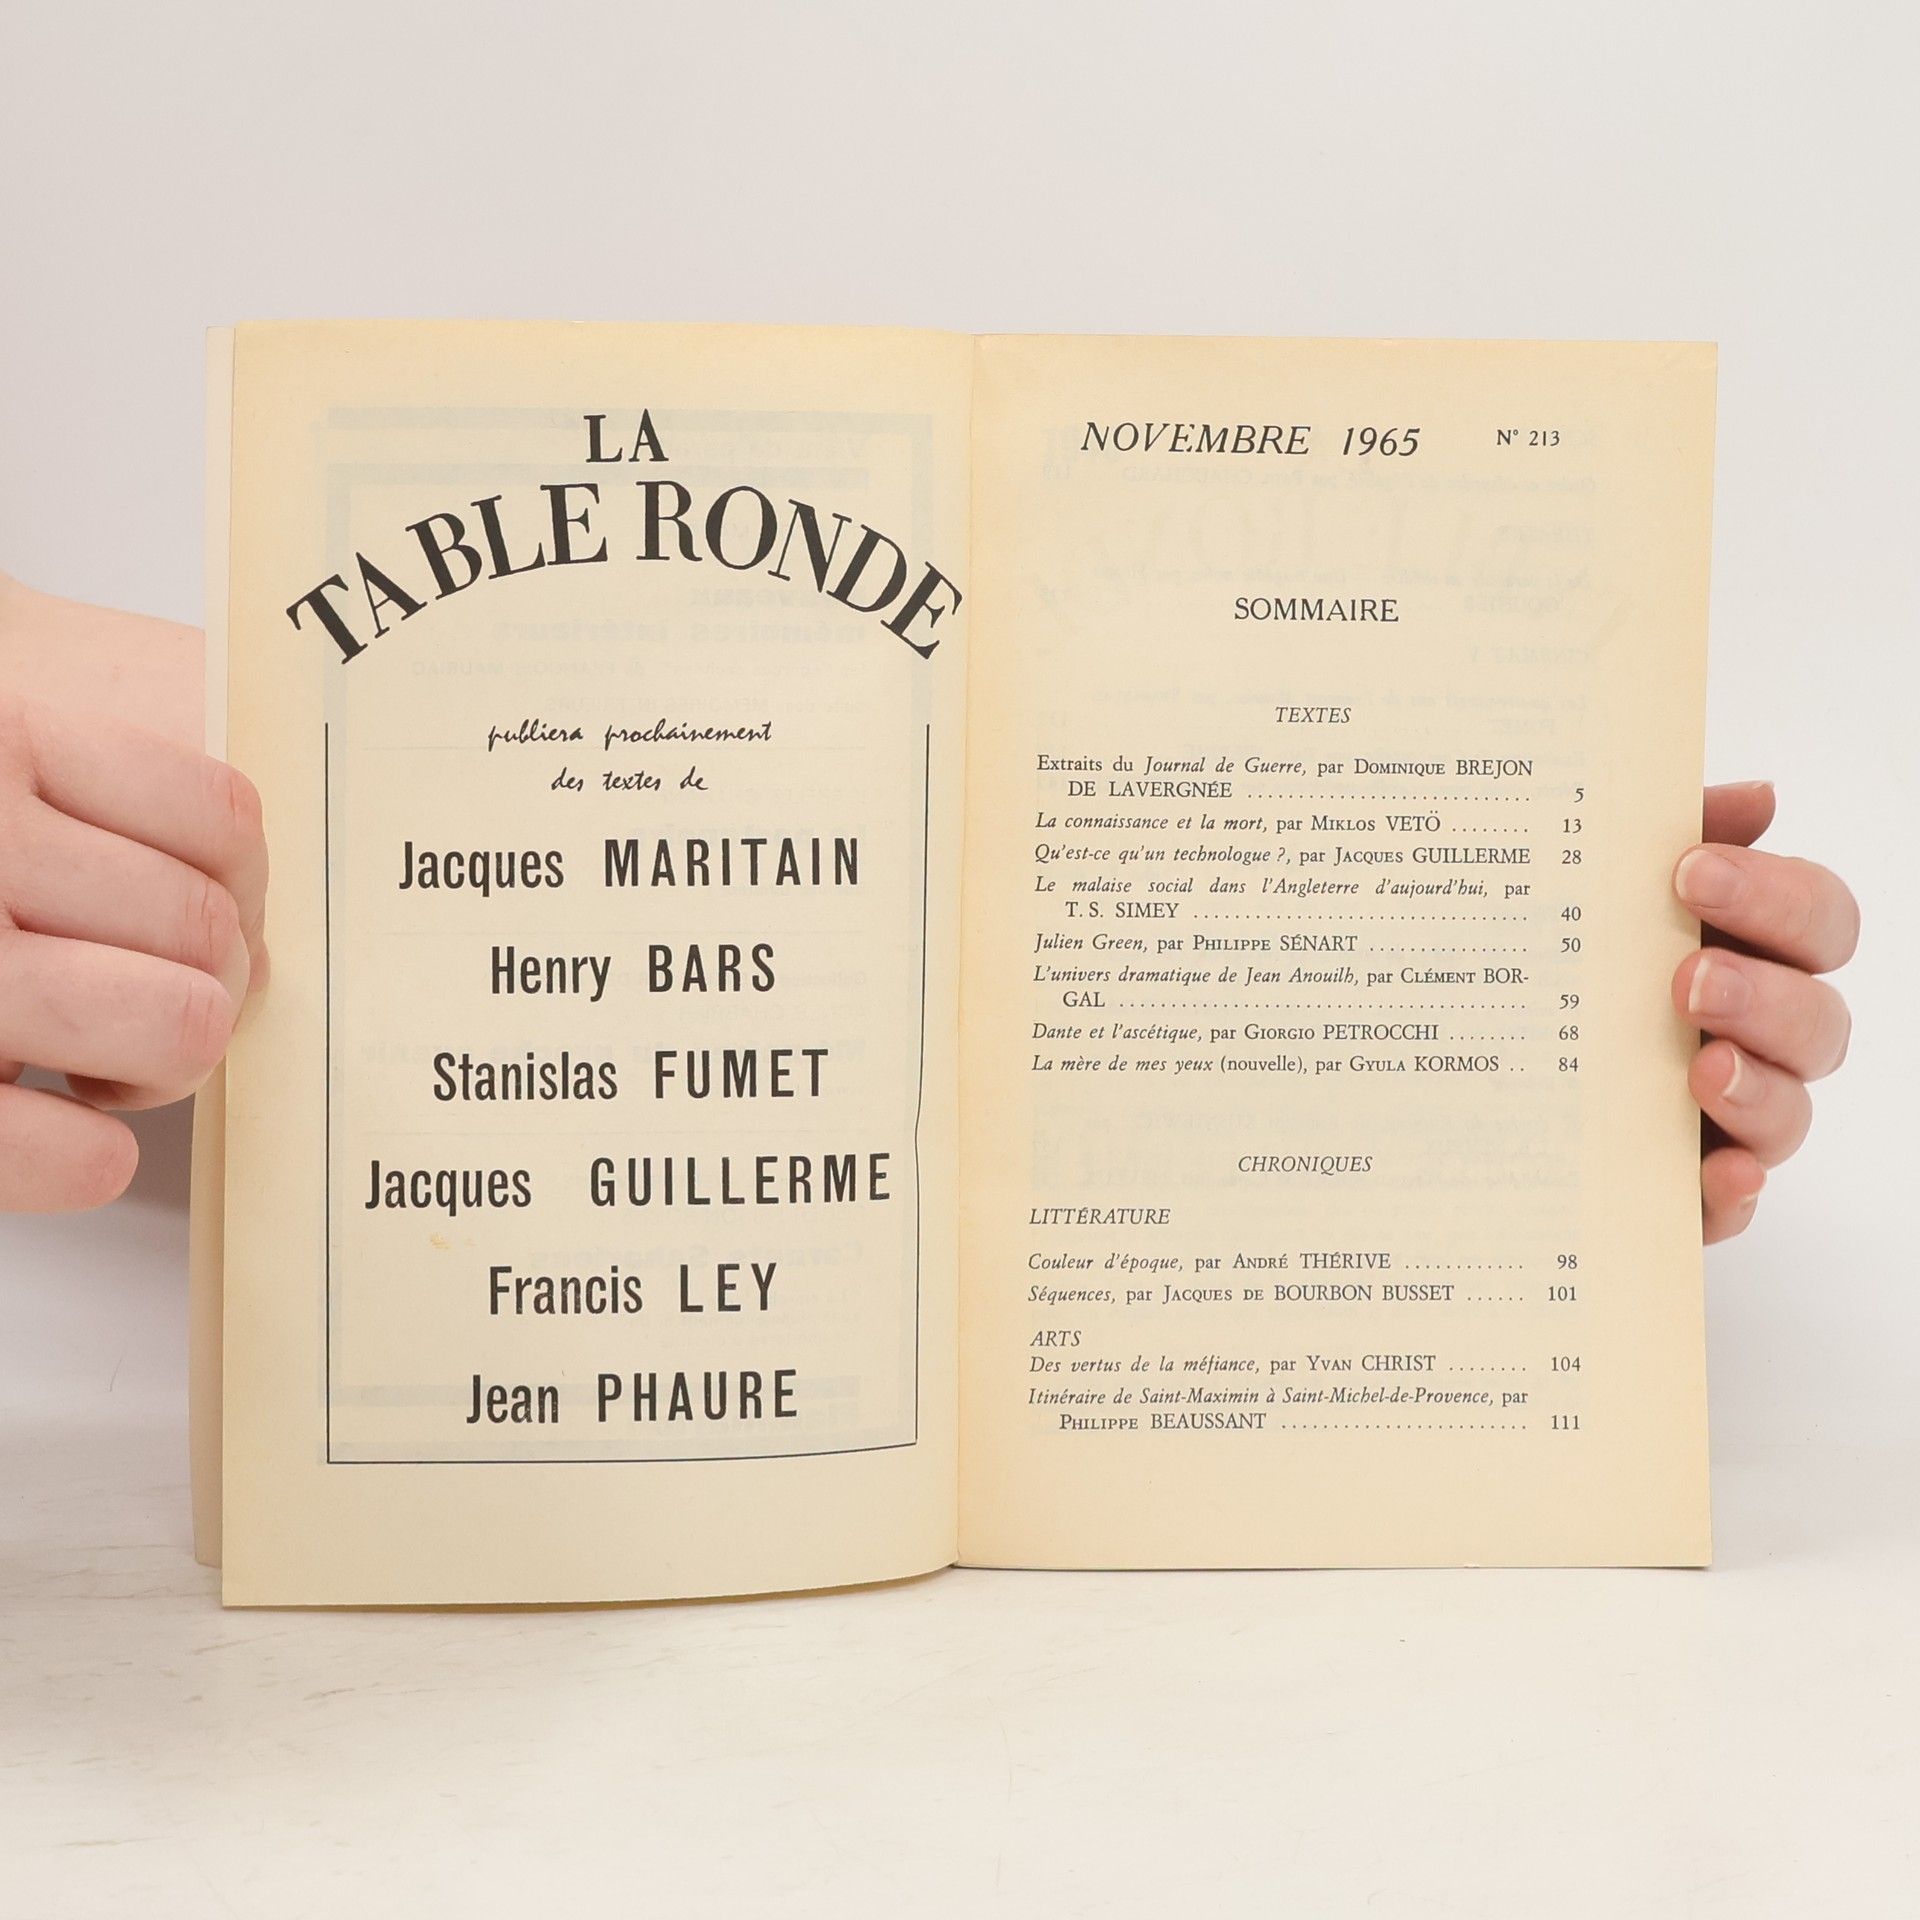 LA
TABLE RONDE
publiera prochainement
des textes de
Jacques MARITAIN
Henry BARS
Stanislas FUMET
Jacques GUILLERME
Francis LEY
Jean PHAURE
NOVEMBRE 1965 N° 213
SOMMAIRE
TEXTES
Extraits du Journal de Guerre, par DOMINIQUE BREJON
DE LAVERGNÉE ............................ 5
La connaissance et la mort, par MIKLOS VETÖ ........ 13
Qu'est-ce qu'un technologue ?, par JACQUES GUILLERME 28
Le malaise social dans l'Angleterre d'aujourd'hui, par
T. S. SIMEY ................................. 40
Julien Green, par PHILIPPE SÉNART ................ 50
L'univers dramatique de Jean Anouilh, par CLÉMENT BOR-
GAL ........................................ 59
Dante et l'ascétique, par GIORGIO PETROCCHI ........ 68
La mère de mes yeux (nouvelle), par GYULA KORMOS .. 84
CHRONIQUES
LITTÉRATURE
Couleur d'époque, par ANDRÉ THÉRIVE ............ 98
Séquences, par JACQUES DE BOURBON BUSSET ...... 101
ARTS
Des vertus de la méfiance, par YVAN CHRIST ........ 104
Itinéraire de Saint-Maximin à Saint-Michel-de-Provence, par
PHILIPPE BEAUSSANT ........................ 111